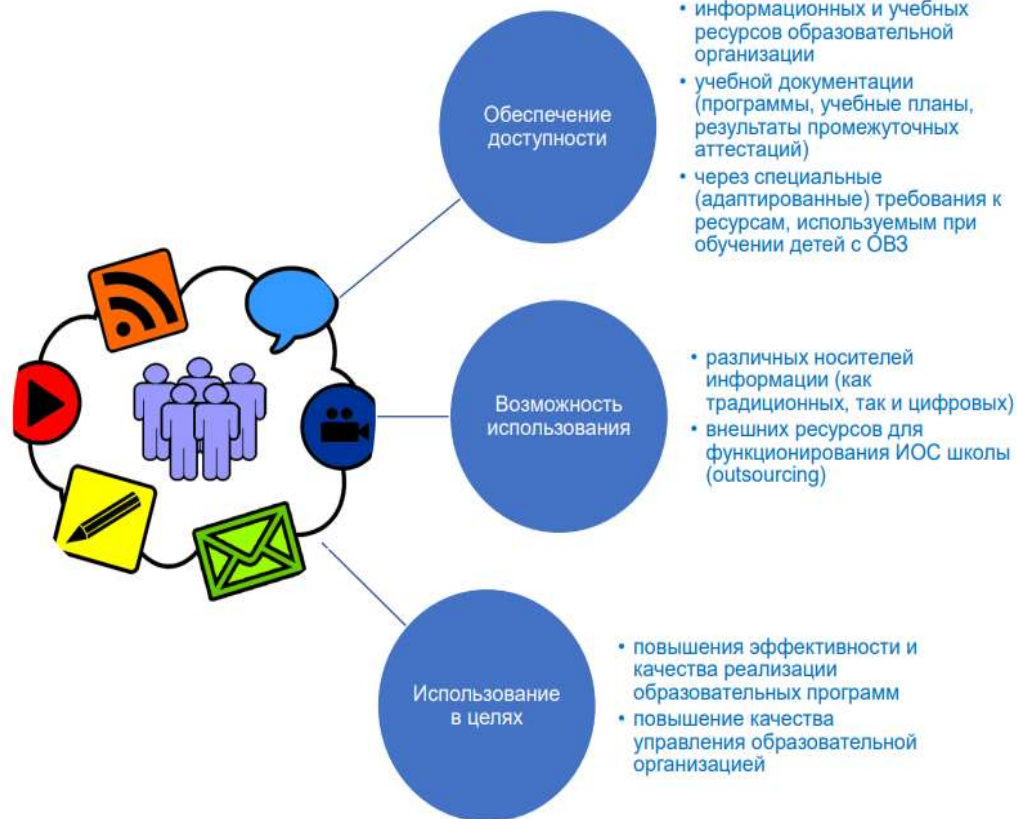 • информационных и учебных
ресурсов образовательной
организации
• учебной документации
(программы, учебные планы,
результаты промежуточных
аттестаций)
• через специальные
(адаптированные) требования к
ресурсам, используемым при
обучении детей с ОВЗ
Обеспечение
доступности
• различных носителей
информации (как
традиционных, так и цифровых)
• внешних ресурсов для
функционирования ИОС школы
(outsourcing)
Возможность
использования
• повышения эффективности и
качества реализации
образовательных программ
• повышение качества
управления образовательной
организацией
Использование
в целях